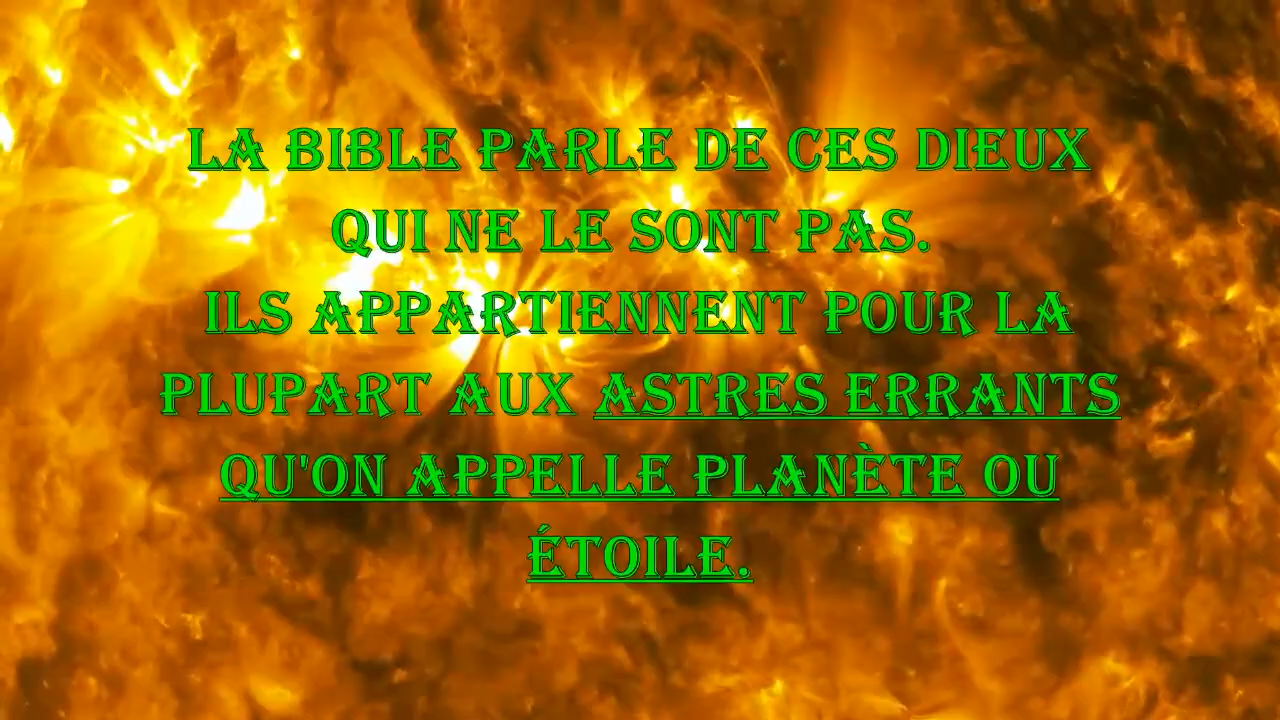 LA BIBLE PARLE DE CES DIEUX
QUI NE LE SONT PAS.
ILS APPARTIENNENT POUR LA
PLUPART AUX ASTRES ERRANTS
QU'ON APPELLE PLANÈTE OU
ÉTOILE.